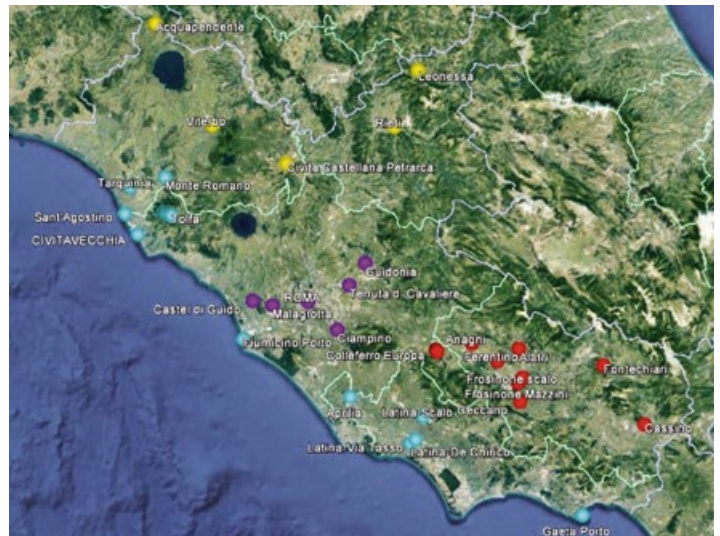 Acquapendente
Leonessa
Viterbo
Rieti
Civita Castellana Petrarca
Tarquinia
Monte Romano
Sant'Agostino
Tolfa
CIVITAVECCHIA
Guidonia
Tenuta d. Cavaliere
ROMA
Castel di Guido
Malagrotta
Fiumicino Porto
Ciampino
Colleferro Europa
Anagni
Ferentino
Alatri
Fontechiari
Frosinone scalo
Frosinone Mazzini
Aprilia
Latina Scalo
Ceccano
Cassino
Latina Via Tasso
Latina De Chirico
Gaeta Porto